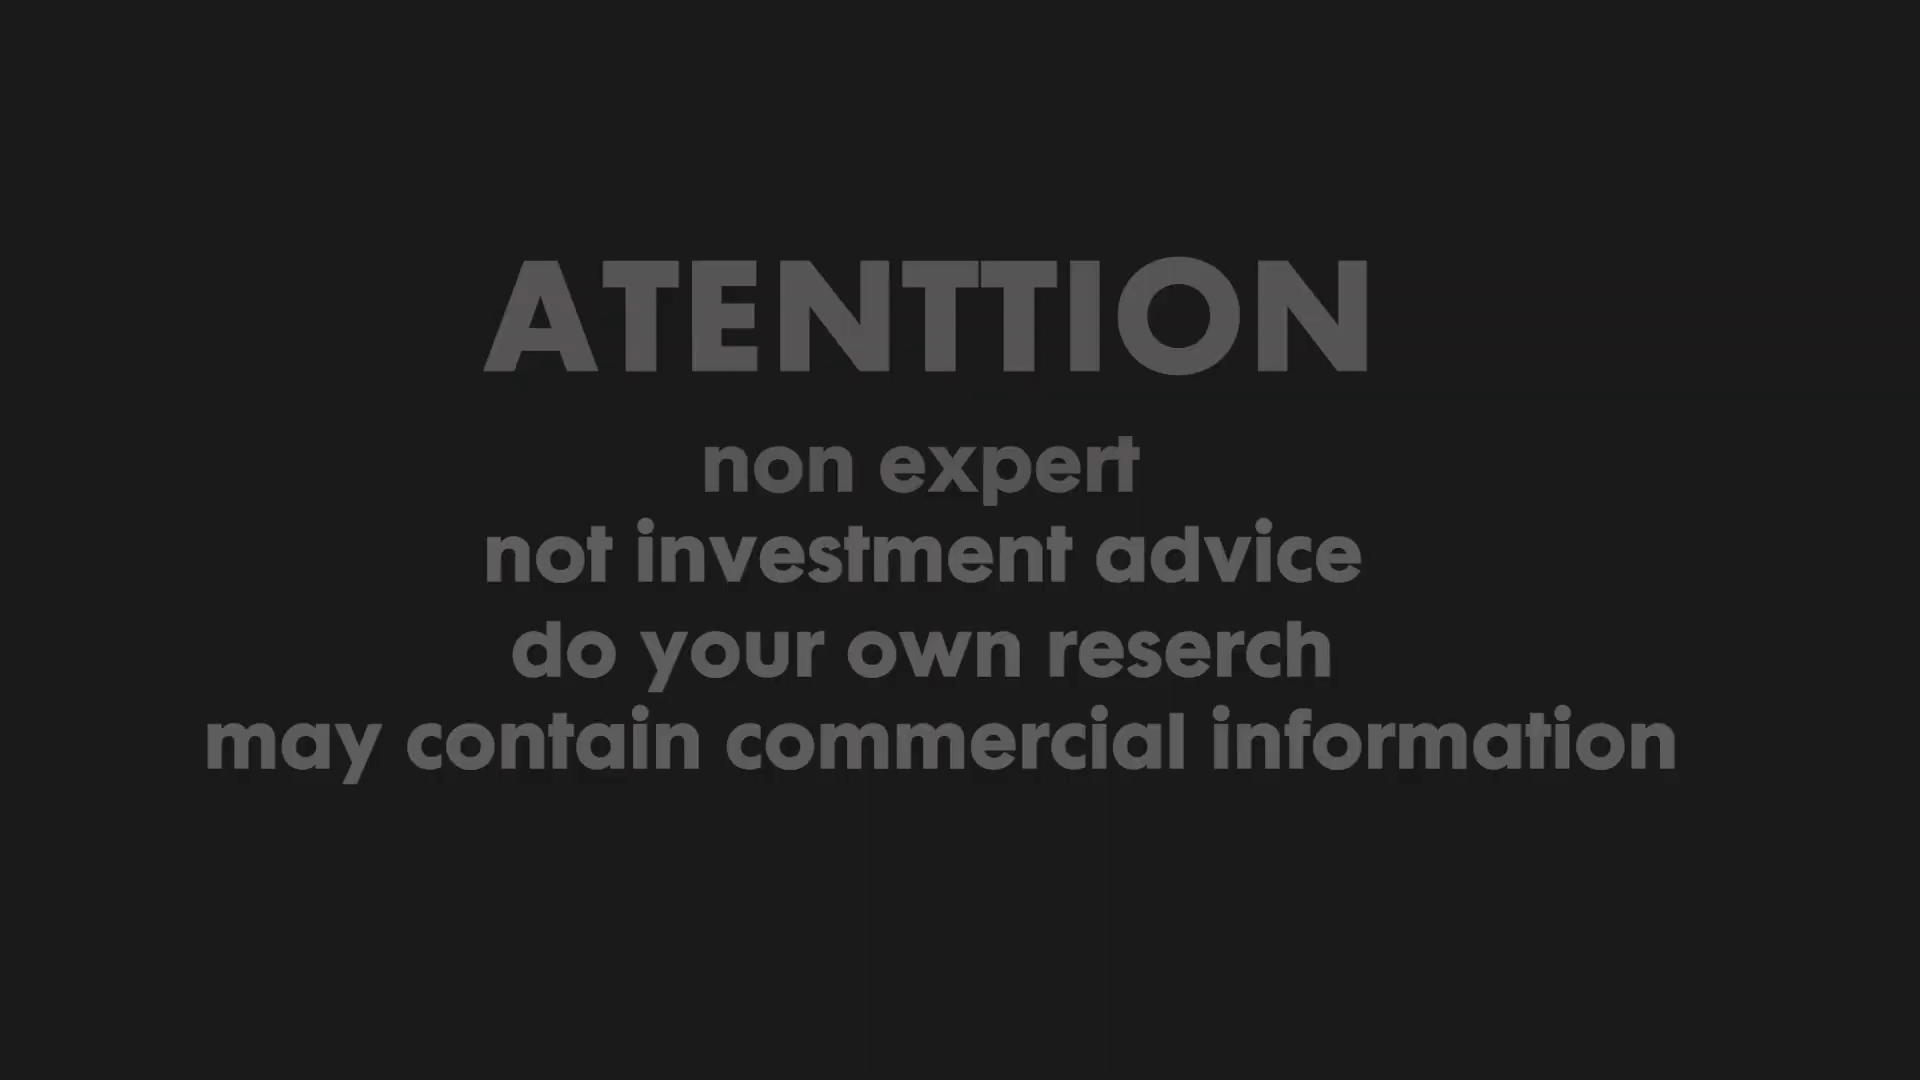 ATENTTION
non expert
not investment advice
do your own reserch
may contain commercial information